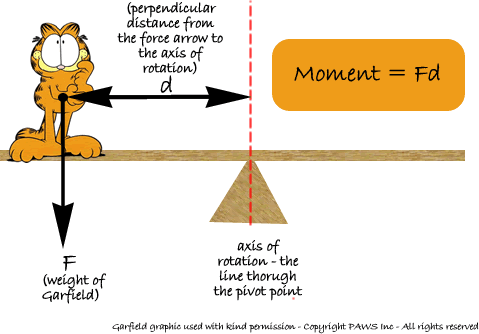 (perpendicular
distance from
the force arrow to
the axis of
rotation)
d
Moment = Fd
F
(weight of
Garfield)
axis of
rotation - the
line thorugh
the pivot point
Garfield graphic used with kind permission - Copyright PAWS Inc - All rights reserved